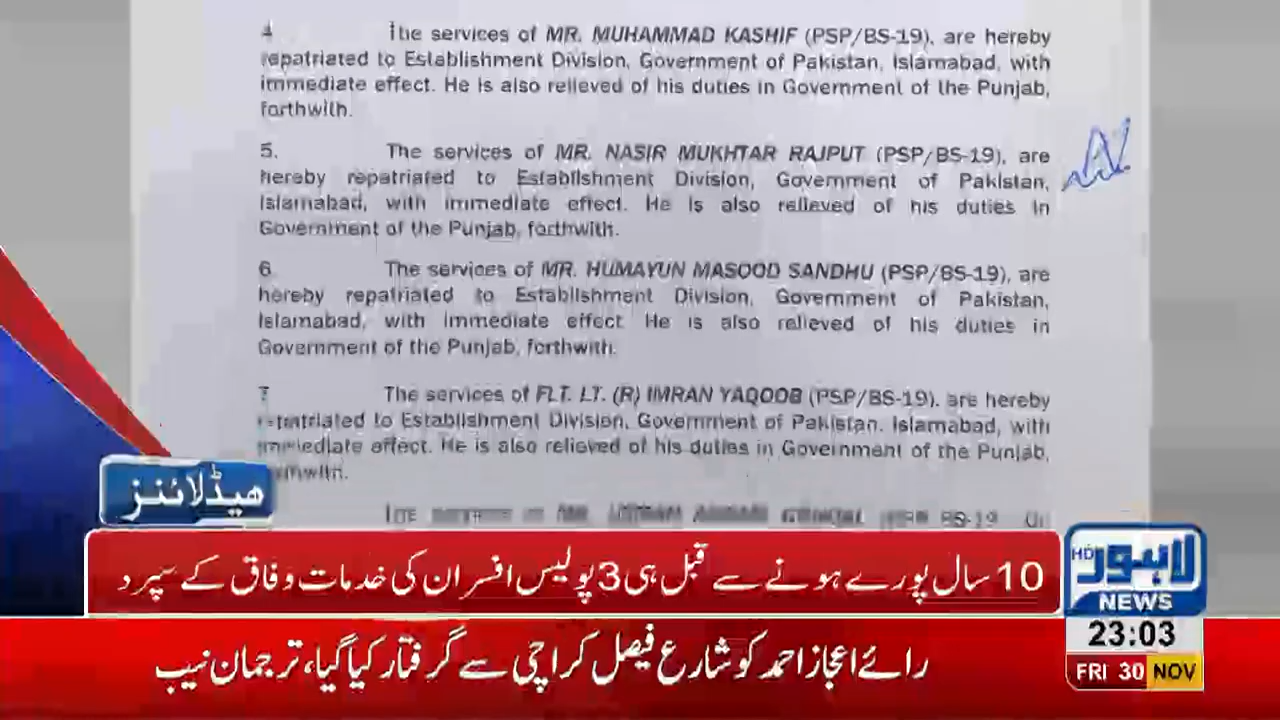 4 The services of MR. MUHAMMAD KASHIF (PSP/BS-19), are hereby
repatriated to Establishment Division, Government of Pakistan, Islamabad, with
immediate effect. He is also relieved of his duties in Government of the Punjab,
forthwith.
5. The services of MR. NASIR MUKHTAR RAJPUT (PSP/BS-19), are
hereby repatriated to Establishment Division, Government of Pakistan,
Islamabad, with immediate effect. He is also relieved of his duties in
Government of the Punjab, forthwith.
6. The services of MR. HUMAYUN MASOOD SANDHU (PSP/BS-19), are
hereby repatriated to Establishment Division, Government of Pakistan,
Islamabad, with immediate effect. He is also relieved of his duties in
Government of the Punjab, forthwith.
7 The services of FLT. LT. (R) IMRAN YAQOOB (PSP/BS-19), are hereby
repatriated to Establishment Division, Government of Pakistan, Islamabad, with
immediate effect. He is also relieved of his duties in Government of the Punjab,
forthwith.
ہیڈلائنز
10 سال پورے ہونے سے قبل ہی 3 پولیس افسران کی خدمات وفاق کے سپرد
رائے اعجاز احمد کو شارع فیصل کراچی سے گرفتار کیا گیا، ترجمان نیب
لاہور HD
NEWS
23:03
FRI 30 NOV